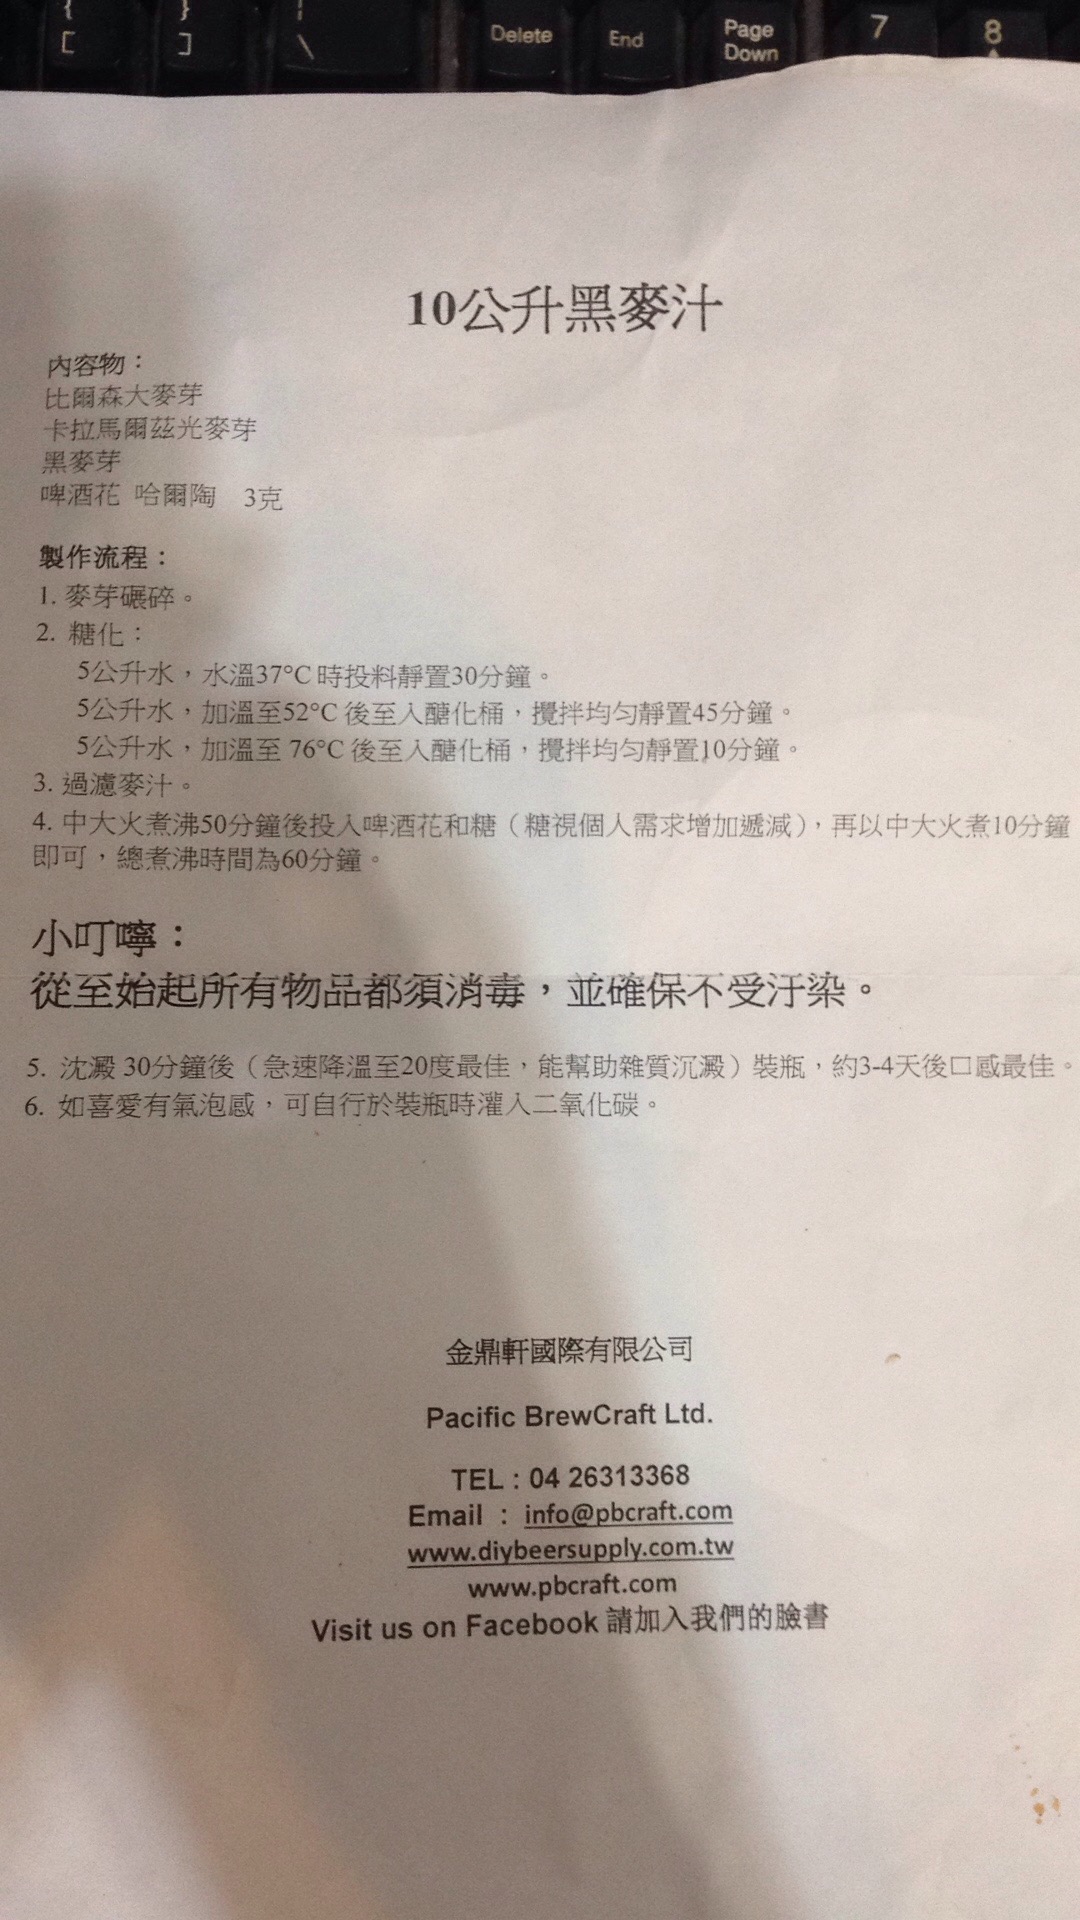 {
[
}
]
¦
\
Delete
End
Page
Down
7
8
10公升黑麥汁
內容物：
比爾森大麥芽
卡拉馬爾茲光麥芽
黑麥芽
啤酒花 哈爾陶 3克
製作流程：
1. 麥芽碾碎。
2. 糖化：
5公升水，水溫37°C時投料靜置30分鐘。
5公升水，加溫至52°C後至入醣化桶，攪拌均勻靜置45分鐘。
5公升水，加溫至 76°C後至入醣化桶，攪拌均勻靜置10分鐘。
3. 過濾麥汁。
4. 中大火煮沸50分鐘後投入啤酒花和糖（糖視個人需求增加遞減），再以中大火煮10分鐘
即可，總煮沸時間為60分鐘。
小叮嚀：
從至始起所有物品都須消毒，並確保不受汙染。
5. 沈澱 30分鐘後（急速降溫至20度最佳，能幫助雜質沉澱）裝瓶，約3-4天後口感最佳。
6. 如喜愛有氣泡感，可自行於裝瓶時灌入二氧化碳。
金鼎軒國際有限公司
Pacific BrewCraft Ltd.
TEL : 04 26313368
Email : info@pbcraft.com
www.diybeersupply.com.tw
www.pbcraft.com
Visit us on Facebook 請加入我們的臉書